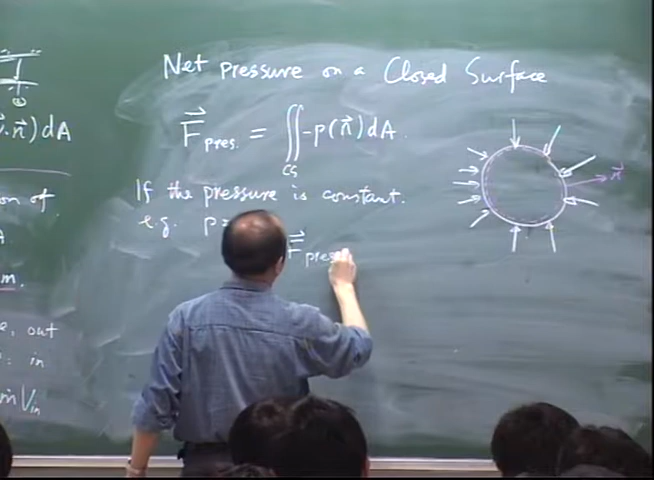 Net Pressure on a Closed Surface
F⃗ pres. = ∬ -p(n⃗)dA.
CS
If the pressure is constant.
e.g. p=
F⃗ pres
n⃗
②
· n⃗) dA
on of
m.
e, out
: in
ṁ V in